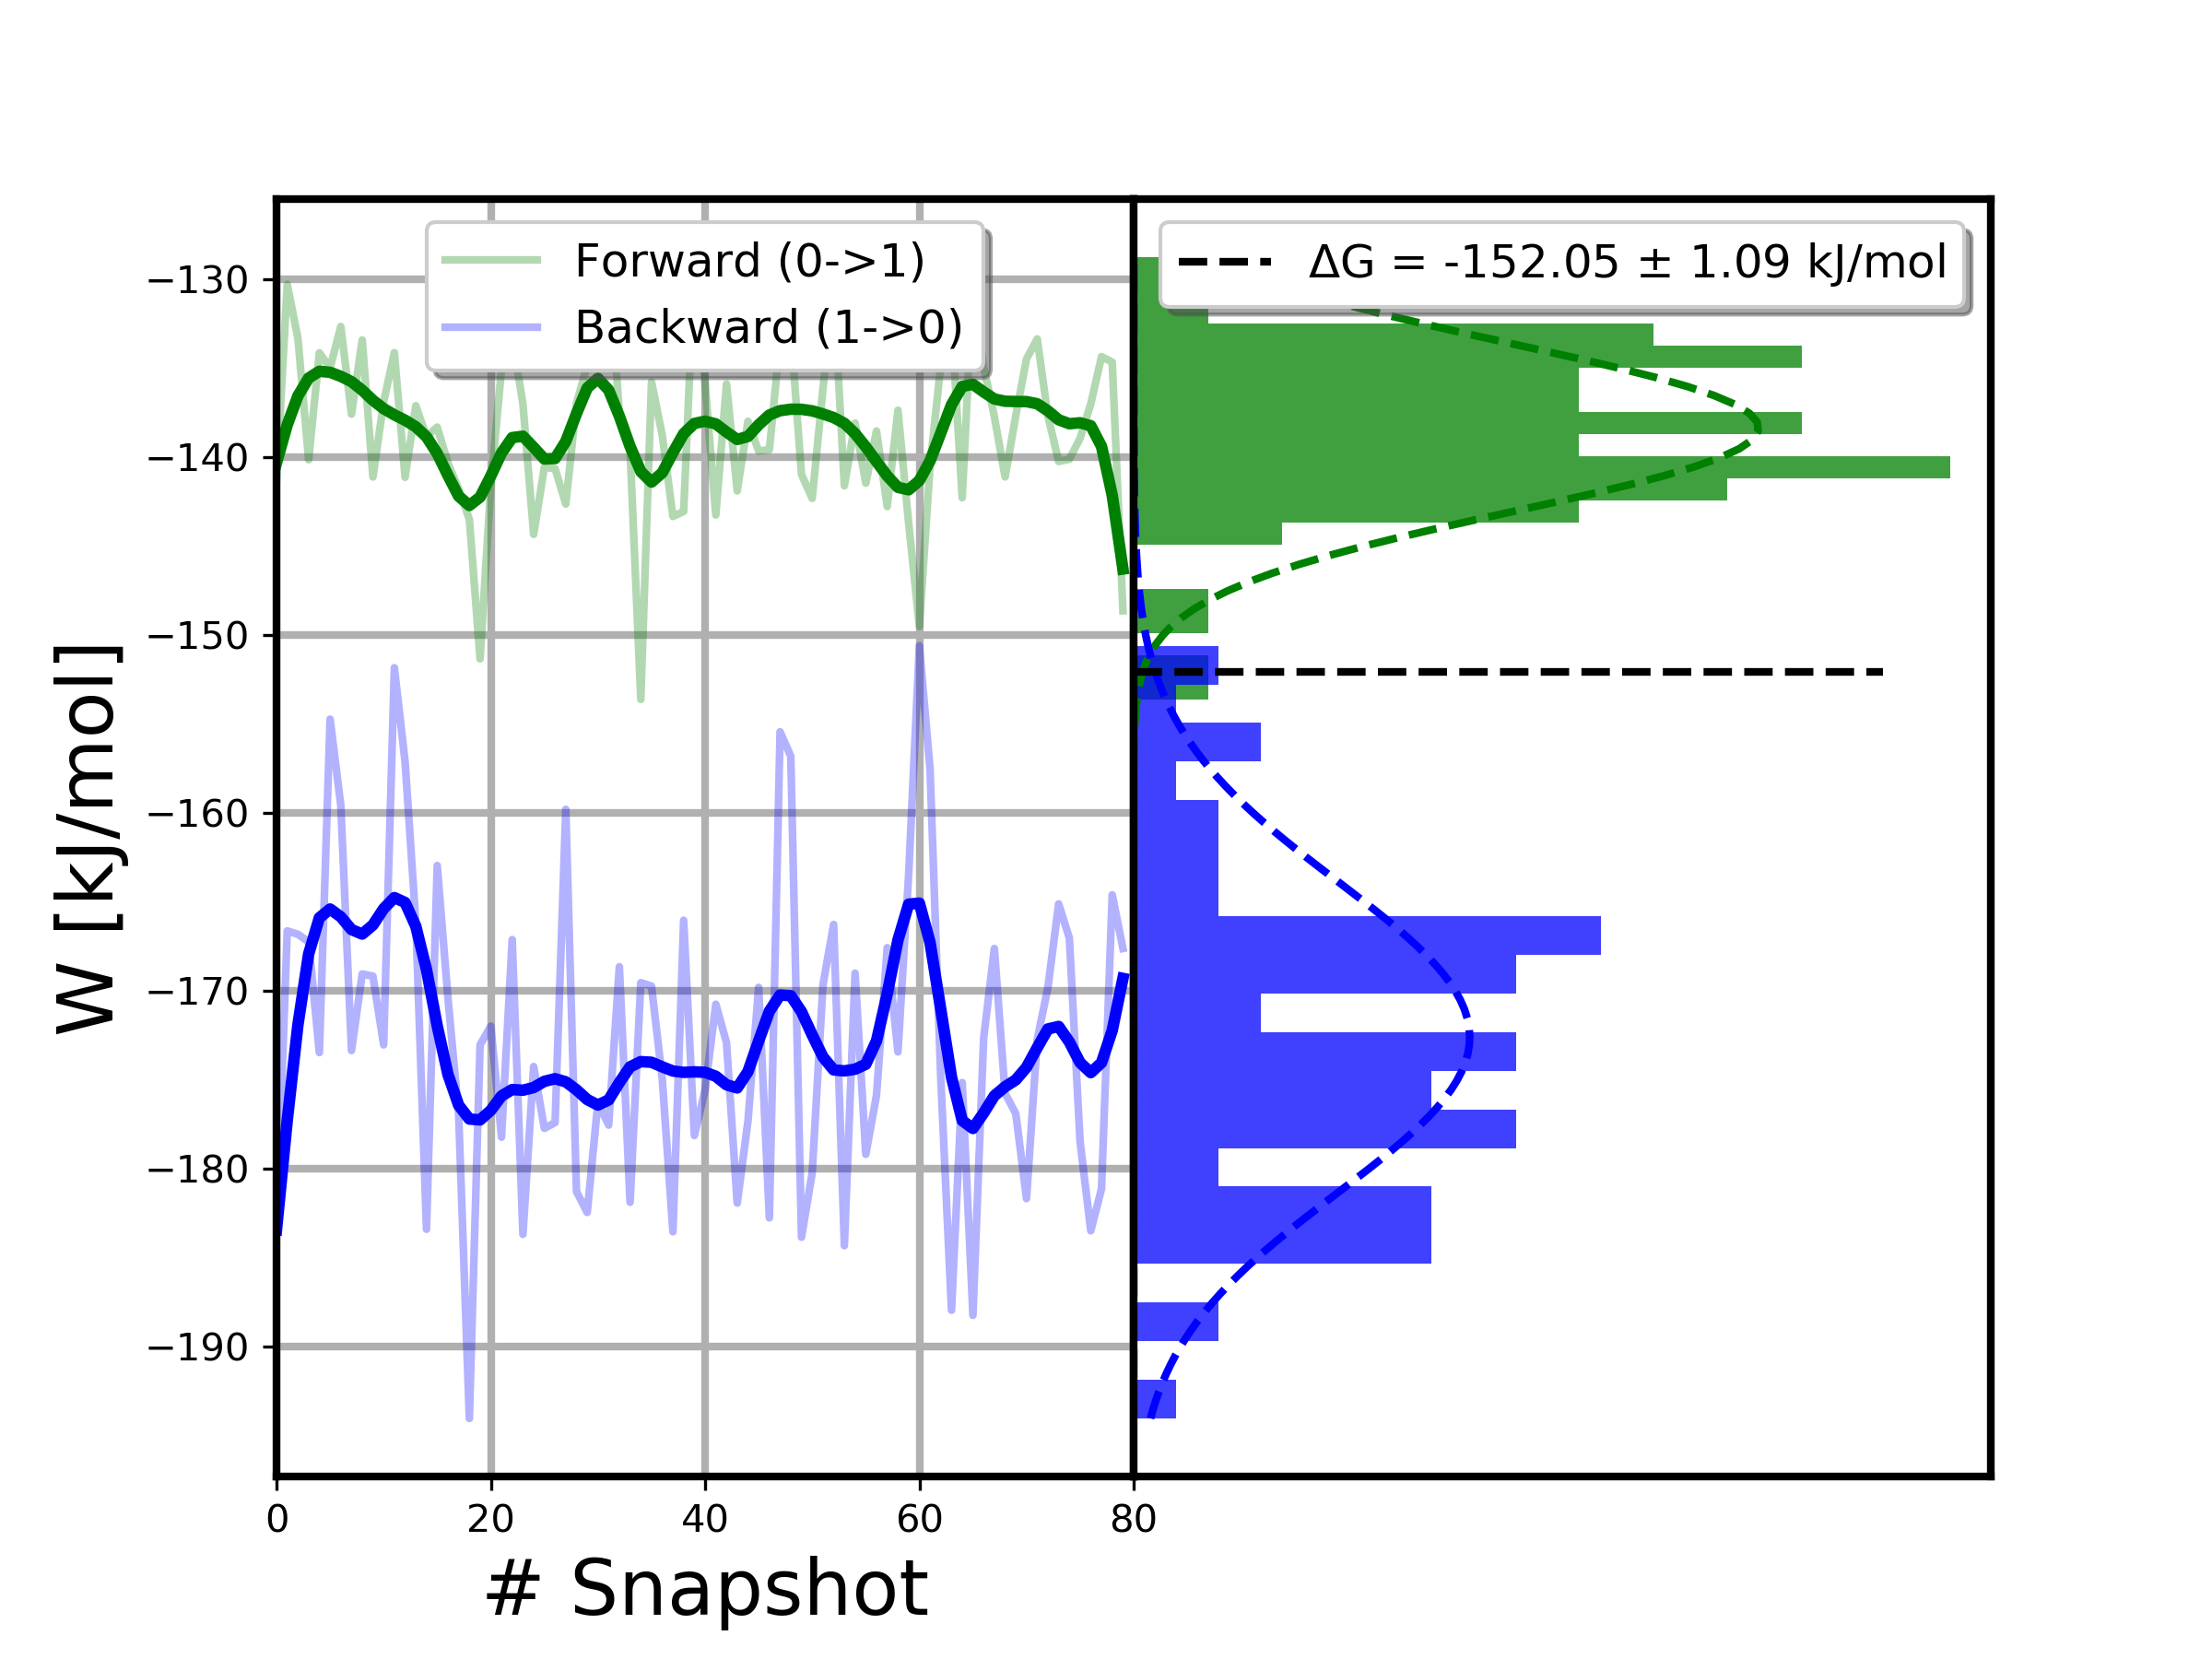 Forward (0->1)
Backward (1->0)
ΔG = -152.05 ± 1.09 kJ/mol
W [kJ/mol]
−130
−140
−150
−160
−170
−180
−190
0 20 40 60 80
# Snapshot